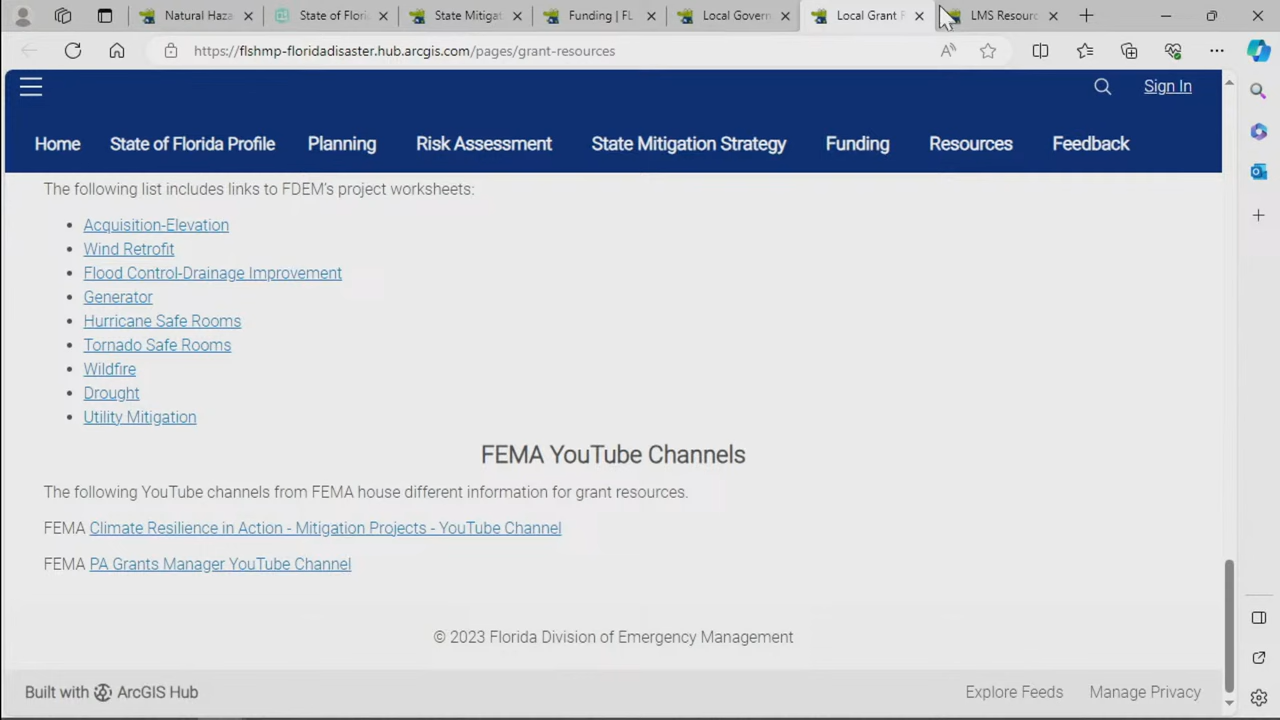 Natural Haza
State of Flori
State Mitigat
Funding | FL
Local Govern
Local Grant R
LMS Resourc
https://flshmp-floridadisaster.hub.arcgis.com/pages/grant-resources
Sign In
Home State of Florida Profile Planning Risk Assessment State Mitigation Strategy Funding Resources Feedback
The following list includes links to FDEM's project worksheets:
• Acquisition-Elevation
• Wind Retrofit
• Flood Control-Drainage Improvement
• Generator
• Hurricane Safe Rooms
• Tornado Safe Rooms
• Wildfire
• Drought
• Utility Mitigation
FEMA YouTube Channels
The following YouTube channels from FEMA house different information for grant resources.
FEMA Climate Resilience in Action - Mitigation Projects - YouTube Channel
FEMA PA Grants Manager YouTube Channel
© 2023 Florida Division of Emergency Management
Built with ArcGIS Hub
Explore Feeds Manage Privacy